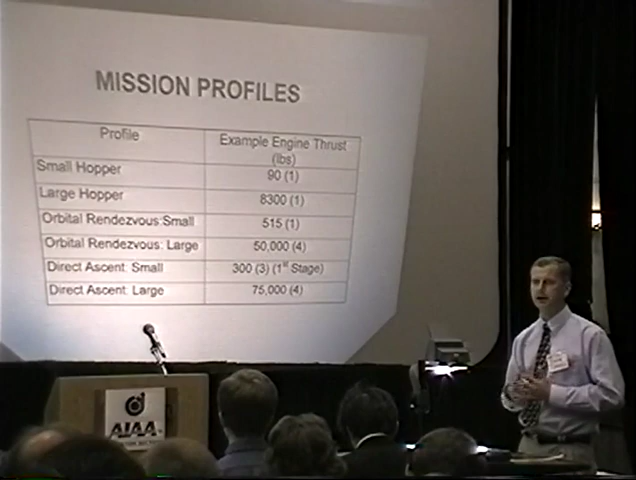 MISSION PROFILES
Profile
Example Engine Thrust
(lbs)
Small Hopper
90 (1)
Large Hopper
8300 (1)
Orbital Rendezvous:Small
515 (1)
Orbital Rendezvous: Large
50,000 (4)
Direct Ascent: Small
300 (3) (1st Stage)
Direct Ascent: Large
75,000 (4)
AIAA